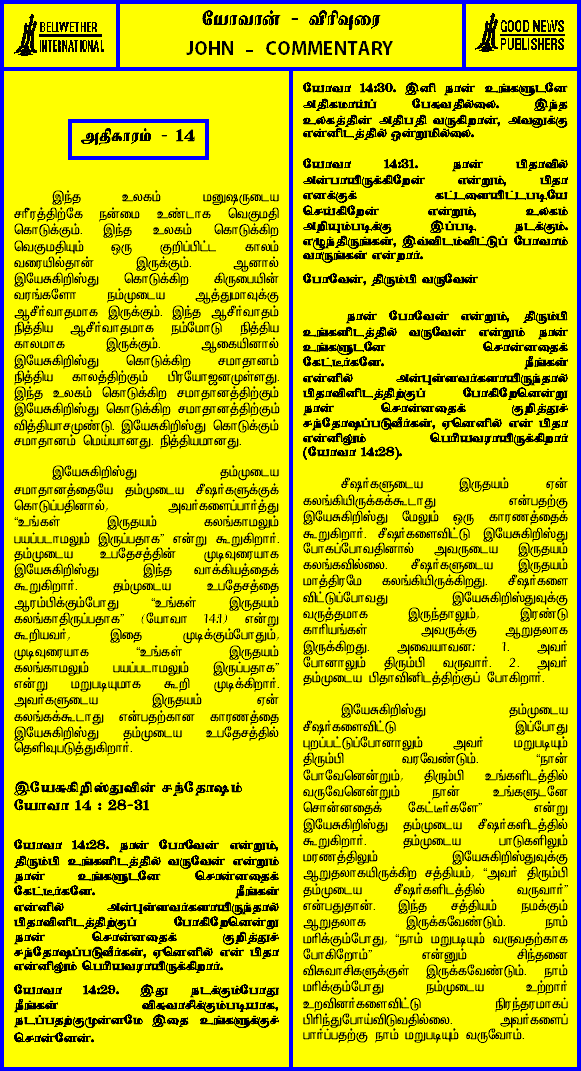 BELLWETHER
INTERNATIONAL
யோவான் - விரிவுரை
JOHN - COMMENTARY
GOOD NEWS
PUBLISHERS
அதிகாரம் - 14
இந்த உலகம் மனுஷருடைய
சரீரத்திற்கே நன்மை உண்டாக வெகுமதி
கொடுக்கும். இந்த உலகம் கொடுக்கிற
வெகுமதியும் ஒரு குறிப்பிட்ட காலம்
வரையில்தான் இருக்கும். ஆனால்
இயேசுகிறிஸ்து கொடுக்கிற கிருபையின்
வரங்களோ நம்முடைய ஆத்துமாவுக்கு
ஆசீர்வாதமாக இருக்கும். இந்த ஆசீர்வாதம்
நித்திய ஆசீர்வாதமாக நம்மோடு நித்திய
காலமாக இருக்கும். ஆகையினால்
இயேசுகிறிஸ்து கொடுக்கிற சமாதானம்
நித்திய காலத்திற்கும் பிரயோஜனமுள்ளது.
இந்த உலகம் கொடுக்கிற சமாதானத்திற்கும்
இயேசுகிறிஸ்து கொடுக்கிற சமாதானத்திற்கும்
வித்தியாசமுண்டு. இயேசுகிறிஸ்து கொடுக்கும்
சமாதானம் மெய்யானது. நித்தியமானது.
இயேசுகிறிஸ்து தம்முடைய
சமாதானத்தையே தம்முடைய சீஷர்களுக்குக்
கொடுப்பதினால், அவர்களைப்பார்த்து
“உங்கள் இருதயம் கலங்காமலும்
பயப்படாமலும் இருப்பதாக” என்று கூறுகிறார்.
தம்முடைய உபதேசத்தின் முடிவுரையாக
இயேசுகிறிஸ்து இந்த வாக்கியத்தைக்
கூறுகிறார். தம்முடைய உபதேசத்தை
ஆரம்பிக்கும்போது “உங்கள் இருதயம்
கலங்காதிருப்பதாக” (யோவா 14:1) என்று
கூறியவர், இதை முடிக்கும்போதும்,
முடிவுரையாக “உங்கள் இருதயம்
கலங்காமலும் பயப்படாமலும் இருப்பதாக”
என்று மறுபடியுமாக கூறி முடிக்கிறார்.
அவர்களுடைய இருதயம் ஏன்
கலங்கக்கூடாது என்பதற்கான காரணத்தை
இயேசுகிறிஸ்து தம்முடைய உபதேசத்தில்
தெளிவுபடுத்துகிறார்.
இயேசுகிறிஸ்துவின் சந்தோஷம்
யோவா 14 : 28-31
யோவா 14:28. நான் போவேன் என்றும்,
திரும்பி உங்களிடத்தில் வருவேன் என்றும்
நான் உங்களுடனே சொன்னதைக்
கேட்டீர்களே. நீங்கள்
என்னில் அன்புள்ளவர்களாயிருந்தால்
பிதாவினிடத்திற்குப் போகிறேனென்று
நான் சொன்னதைக் குறித்துச்
சந்தோஷப்படுவீர்கள், ஏனெனில் என் பிதா
என்னிலும் பெரியவராயிருக்கிறார்.
யோவா 14:29. இது நடக்கும்போது
நீங்கள் விசுவாசிக்கும்படியாக,
நடப்பதற்குமுன்னமே இதை உங்களுக்குச்
சொன்னேன்.
யோவா 14:30. இனி நான் உங்களுடனே
அதிகமாய்ப் பேசுவதில்லை. இந்த
உலகத்தின் அதிபதி வருகிறான், அவனுக்கு
என்னிடத்தில் ஒன்றுமில்லை.
யோவா 14:31. நான் பிதாவில்
அன்பாயிருக்கிறேன் என்றும், பிதா
எனக்குக் கட்டளையிட்டபடியே
செய்கிறேன் என்றும், உலகம்
அறியும்படிக்கு இப்படி நடக்கும்.
எழுந்திருங்கள், இவ்விடம்விட்டுப் போவோம்
வாருங்கள் என்றார்.
போவேன், திரும்பி வருவேன்
நான் போவேன் என்றும், திரும்பி
உங்களிடத்தில் வருவேன் என்றும் நான்
உங்களுடனே சொன்னதைக்
கேட்டீர்களே. நீங்கள்
என்னில் அன்புள்ளவர்களாயிருந்தால்
பிதாவினிடத்திற்குப் போகிறேனென்று
நான் சொன்னதைக் குறித்துச்
சந்தோஷப்படுவீர்கள், ஏனெனில் என் பிதா
என்னிலும் பெரியவராயிருக்கிறார்
(யோவா 14:28).
சீஷர்களுடைய இருதயம் ஏன்
கலங்கியிருக்கக்கூடாது என்பதற்கு
இயேசுகிறிஸ்து மேலும் ஒரு காரணத்தைக்
கூறுகிறார். சீஷர்களைவிட்டு இயேசுகிறிஸ்து
போகப்போவதினால் அவருடைய இருதயம்
கலங்கவில்லை. சீஷர்களுடைய இருதயம்
மாத்திரமே கலங்கியிருக்கிறது. சீஷர்களை
விட்டுப்போவது இயேசுகிறிஸ்துவுக்கு
வருத்தமாக இருந்தாலும், இரண்டு
காரியங்கள் அவருக்கு ஆறுதலாக
இருக்கிறது. அவையாவன: 1. அவர்
போனாலும் திரும்பி வருவார். 2. அவர்
தம்முடைய பிதாவினிடத்திற்குப் போகிறார்.
இயேசுகிறிஸ்து தம்முடைய
சீஷர்களைவிட்டு இப்போது
புறப்பட்டுப்போனாலும் அவர் மறுபடியும்
திரும்பி வரவேண்டும். “நான்
போவேனென்றும், திரும்பி உங்களிடத்தில்
வருவேனென்றும் நான் உங்களுடனே
சொன்னதைக் கேட்டீர்களே” என்று
இயேசுகிறிஸ்து தம்முடைய சீஷர்களிடத்தில்
கூறுகிறார். தம்முடைய பாடுகளிலும்
மரணத்திலும் இயேசுகிறிஸ்துவுக்கு
ஆறுதலாகயிருக்கிற சத்தியம், “அவர் திரும்பி
தம்முடைய சீஷர்களிடத்தில் வருவார்”
என்பதுதான். இந்த சத்தியம் நமக்கும்
ஆறுதலாக இருக்கவேண்டும். நாம்
மரிக்கும்போது, “நாம் மறுபடியும் வருவதற்காக
போகிறோம்” என்னும் சிந்தனை
விசுவாசிகளுக்குள் இருக்கவேண்டும். நாம்
மரிக்கும்போது நம்முடைய உற்றார்
உறவினர்களைவிட்டு நிரந்தரமாகப்
பிரிந்துபோய்விடுவதில்லை. அவர்களைப்
பார்ப்பதற்கு நாம் மறுபடியும் வருவோம்.